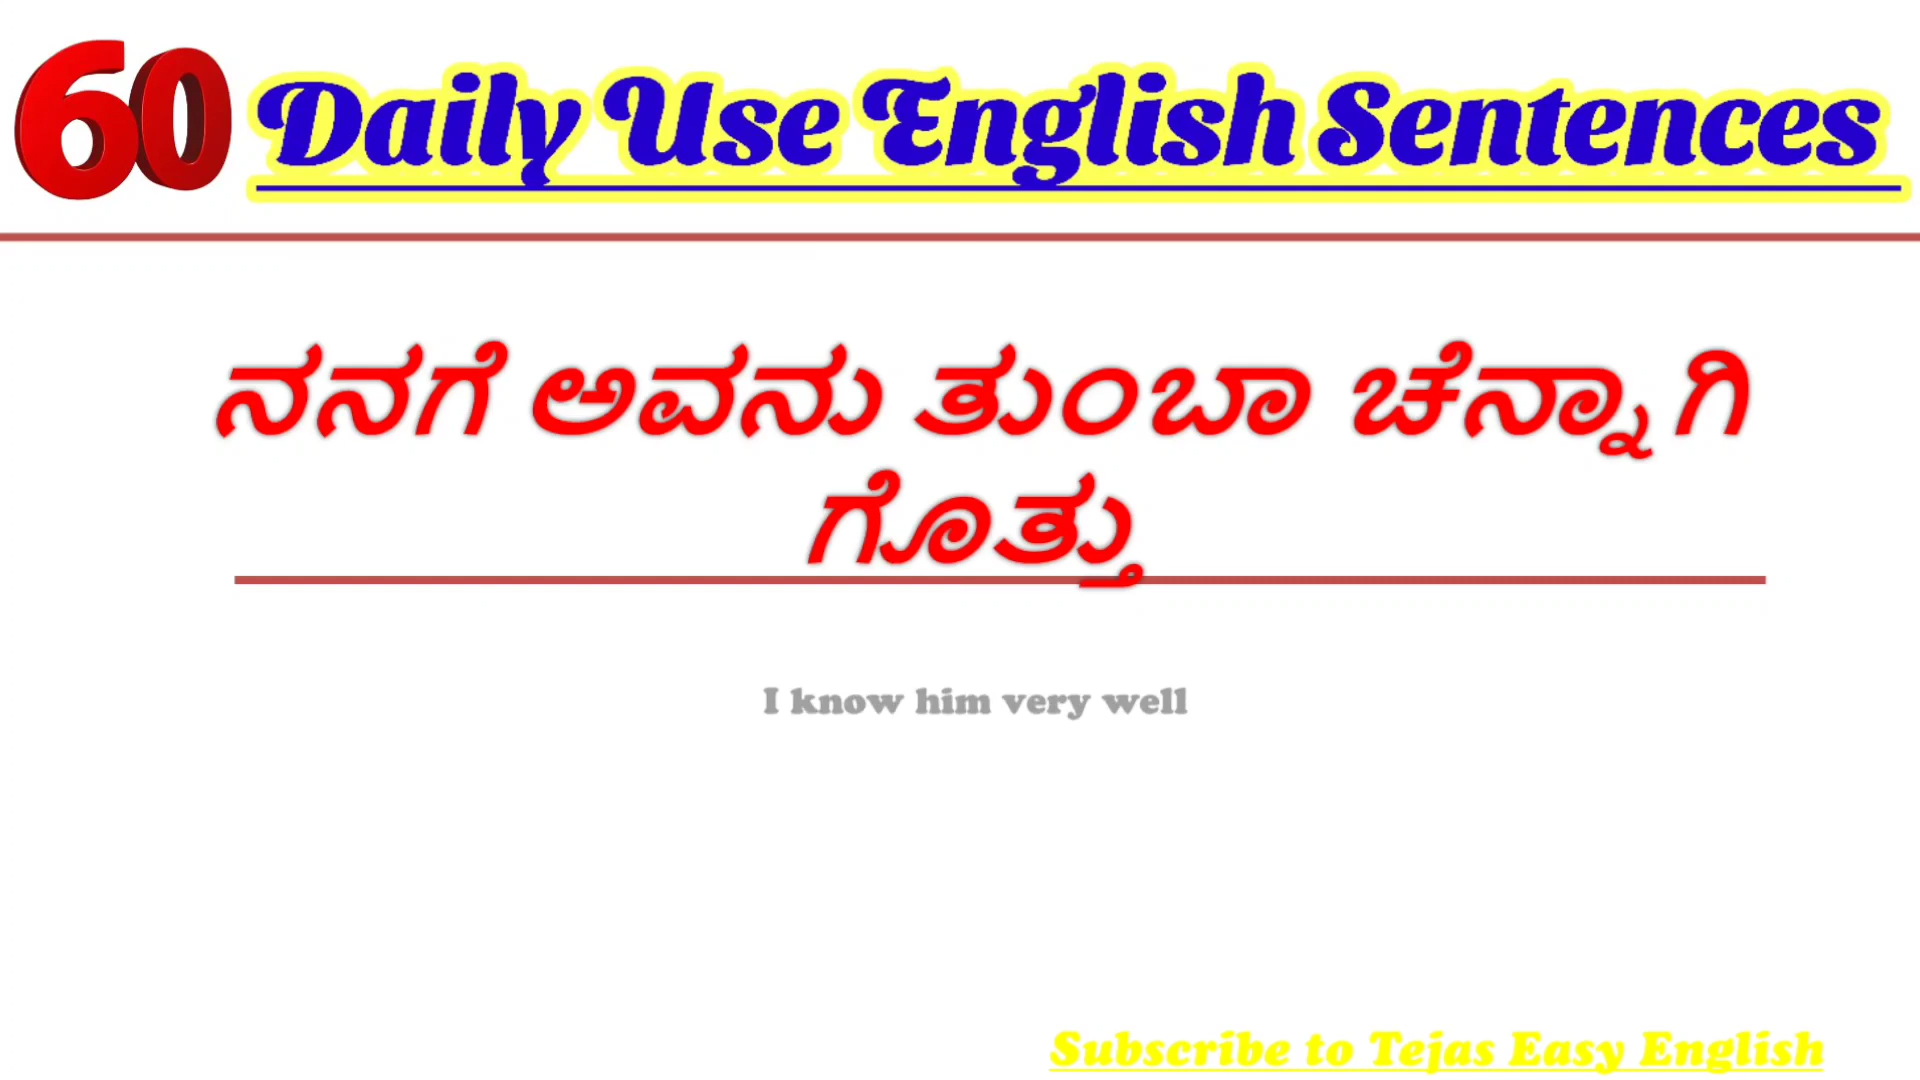 60 Daily Use English Sentences
ನನಗೆ ಅವನು ತುಂಬಾ ಚೆನ್ನಾಗಿ
ಗೊತ್ತು
I know him very well
Subscribe to Tejas Easy English